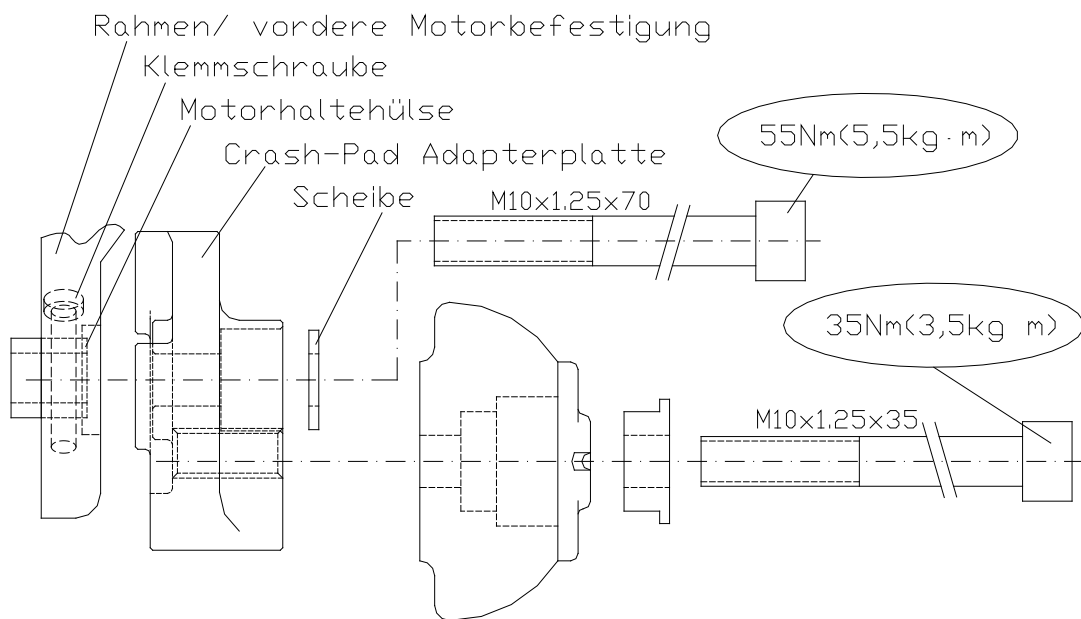 Rahmen/ vordere Motorbefestigung
Klemmschraube
Motorhaltehülse
Crash-Pad Adapterplatte
Scheibe
55Nm(5,5kg·m)
M10x1.25x70
35Nm(3,5kg m)
M10x1.25x35